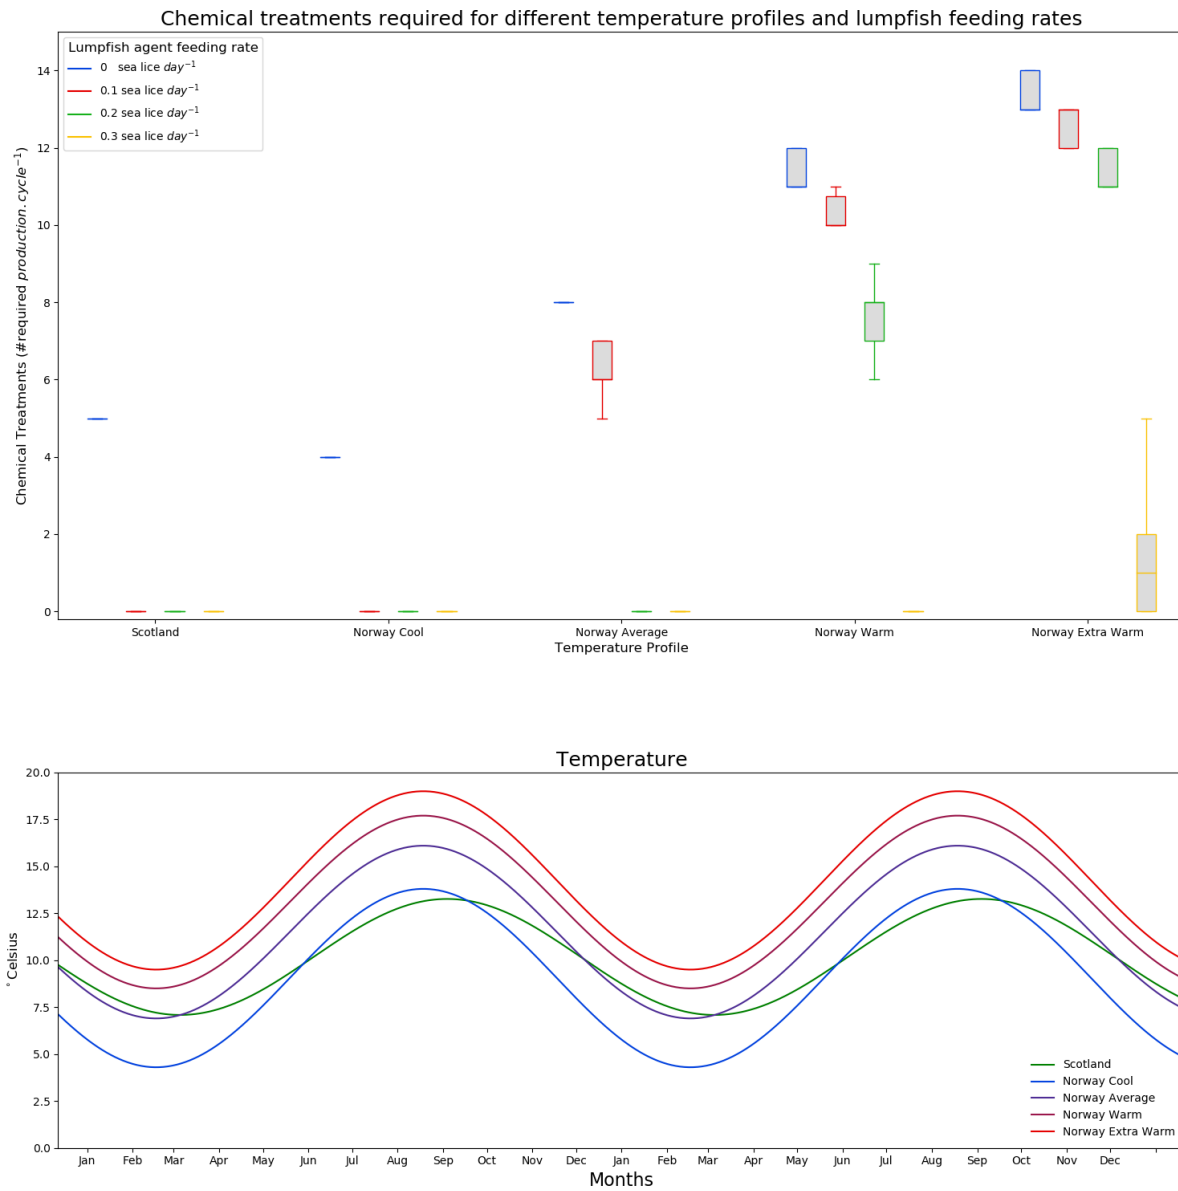 Chemical treatments required for different temperature profiles and lumpfish feeding rates
Lumpfish agent feeding rate
0 sea lice day⁻¹
0.1 sea lice day⁻¹
0.2 sea lice day⁻¹
0.3 sea lice day⁻¹
Chemical Treatments (#required production.cycle⁻¹)
14
12
10
8
6
4
2
0
Scotland Norway Cool Norway Average Norway Warm Norway Extra Warm
Temperature Profile
Temperature
°Celsius
20.0
17.5
15.0
12.5
10.0
7.5
5.0
2.5
0.0
Scotland
Norway Cool
Norway Average
Norway Warm
Norway Extra Warm
Jan Feb Mar Apr May Jun Jul Aug Sep Oct Nov Dec Jan Feb Mar Apr May Jun Jul Aug Sep Oct Nov Dec
Months